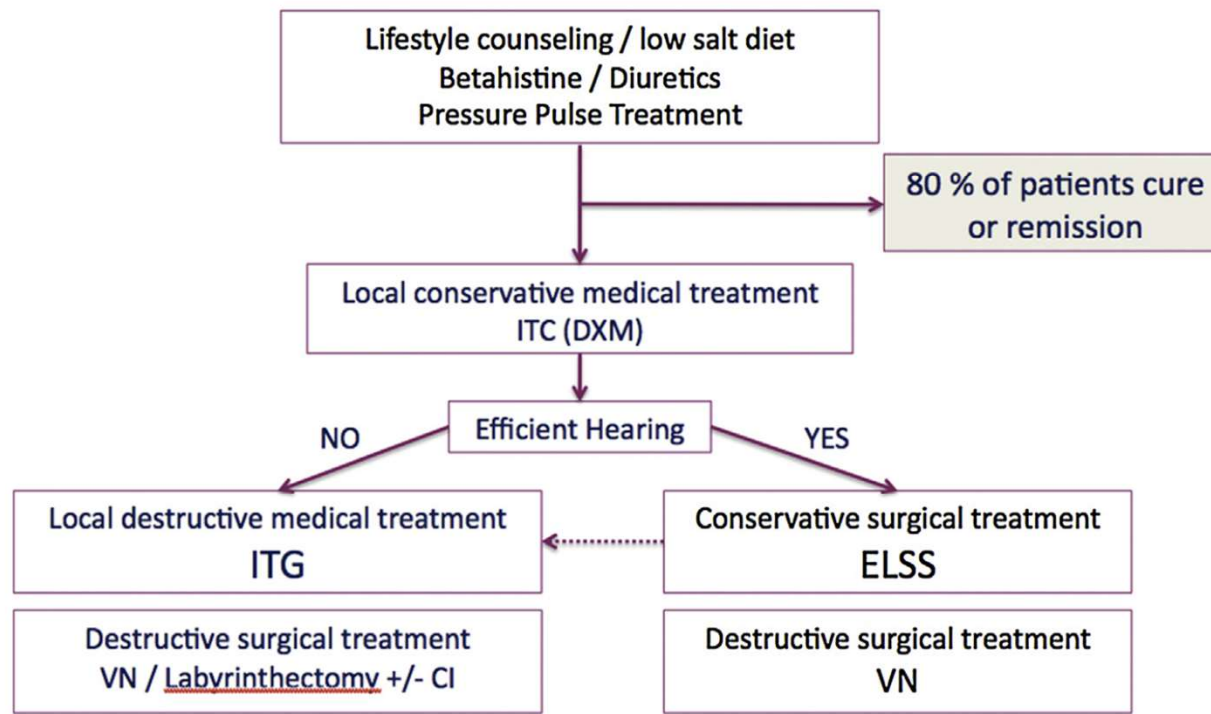 Lifestyle counseling / low salt diet
Betahistine / Diuretics
Pressure Pulse Treatment
80 % of patients cure
or remission
Local conservative medical treatment
ITC (DXM)
Efficient Hearing
NO
YES
Local destructive medical treatment
ITG
Conservative surgical treatment
ELSS
Destructive surgical treatment
VN / Labyrinthectomy +/- CI
Destructive surgical treatment
VN